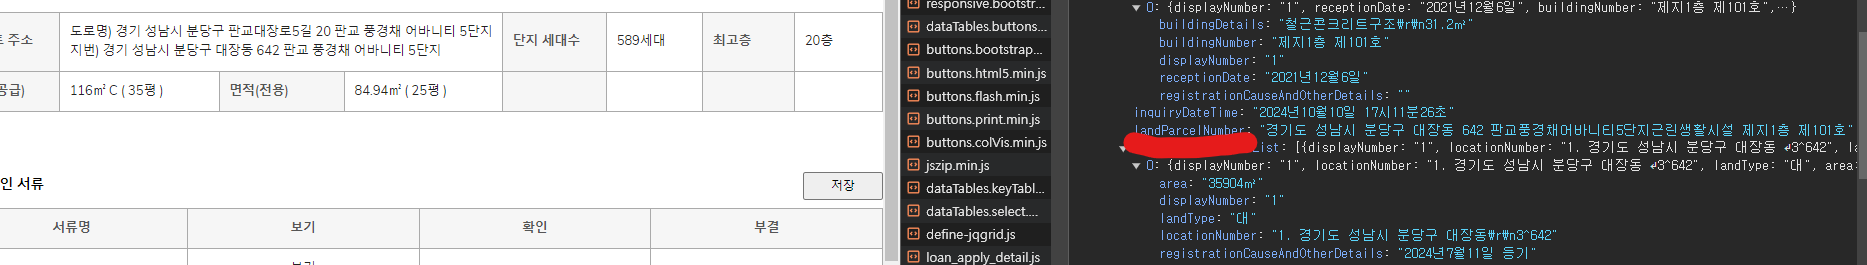 트 주소
도로명) 경기 성남시 분당구 판교대장로5길 20 판교 풍경채 어바니티 5단지
지번) 경기 성남시 분당구 대장동 642 판교 풍경채 어바니티 5단지
단지 세대수
589세대
최고층
20층
공급)
116㎡ C ( 35평 )
면적(전용)
84.94㎡ ( 25평 )
인 서류
저장
서류명
보기
확인
부결
보기
responsive.bootstr...
dataTables.buttons...
buttons.bootstrap...
buttons.html5.min.js
buttons.flash.min.js
buttons.print.min.js
buttons.colVis.min.js
jszip.min.js
dataTables.keyTabl...
dataTables.select....
define-jqgrid.js
loan_apply_detail.js
▼ 0: {displayNumber: "1", receptionDate: "2021년12월6일", buildingNumber: "제지1층 제101호",…}
buildingDetails: "철근콘크리트구조₩r₩n31.2㎡"
buildingNumber: "제지1층 제101호"
displayNumber: "1"
receptionDate: "2021년12월6일"
registrationCauseAndOtherDetails: ""
inquiryDateTime: "2024년10월10일 17시11분26초"
landParcelNumber: "경기도 성남시 분당구 대장동 642 판교풍경채어바니티5단지근린생활시설 제지1층 제101호"
List: [{displayNumber: "1", locationNumber: "1. 경기도 성남시 분당구 대장동 ↲3^642", la
▼ 0: {displayNumber: "1", locationNumber: "1. 경기도 성남시 분당구 대장동 ↲3^642", landType: "대", area:
area: "35904㎡"
displayNumber: "1"
landType: "대"
locationNumber: "1. 경기도 성남시 분당구 대장동₩r₩n3^642"
registrationCauseAndOtherDetails: "2024년7월11일 등기"